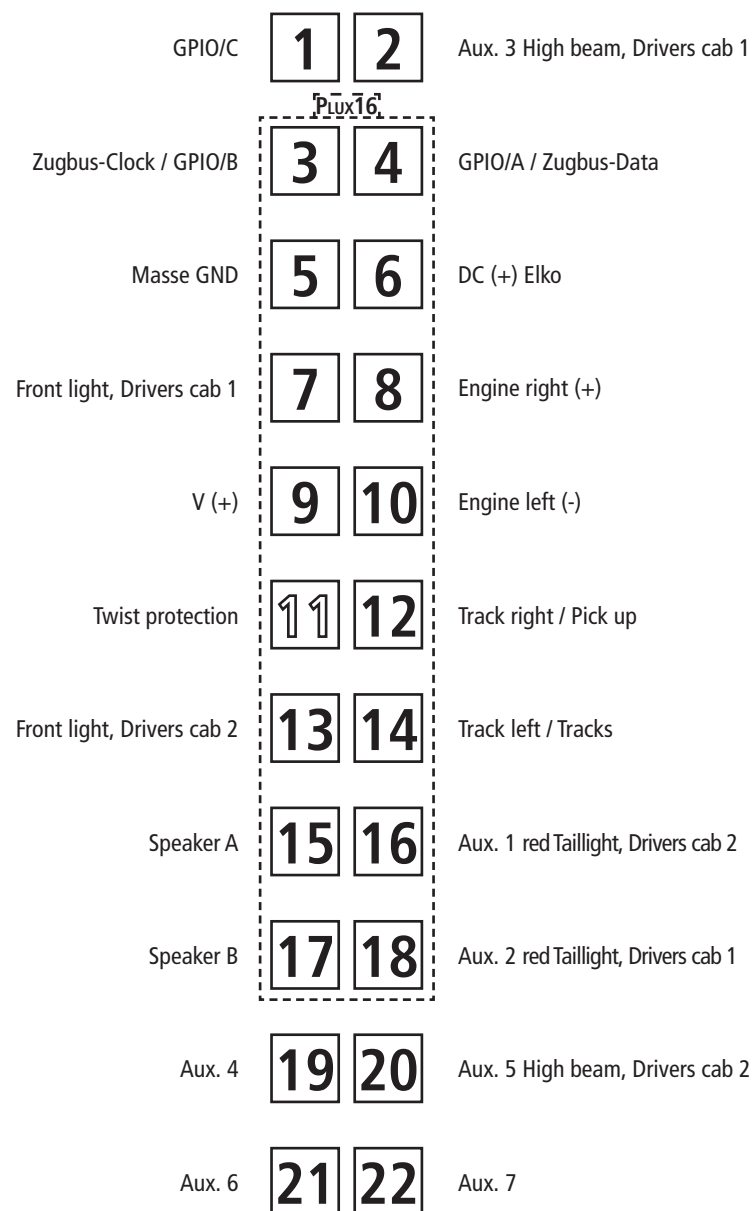 GPIO/C 1 2 Aux. 3 High beam, Drivers cab 1
PLUX16
Zugbus-Clock / GPIO/B 3 4 GPIO/A / Zugbus-Data
Masse GND 5 6 DC (+) Elko
Front light, Drivers cab 1 7 8 Engine right (+)
V (+) 9 10 Engine left (-)
Twist protection 11 12 Track right / Pick up
Front light, Drivers cab 2 13 14 Track left / Tracks
Speaker A 15 16 Aux. 1 red Taillight, Drivers cab 2
Speaker B 17 18 Aux. 2 red Taillight, Drivers cab 1
Aux. 4 19 20 Aux. 5 High beam, Drivers cab 2
Aux. 6 21 22 Aux. 7